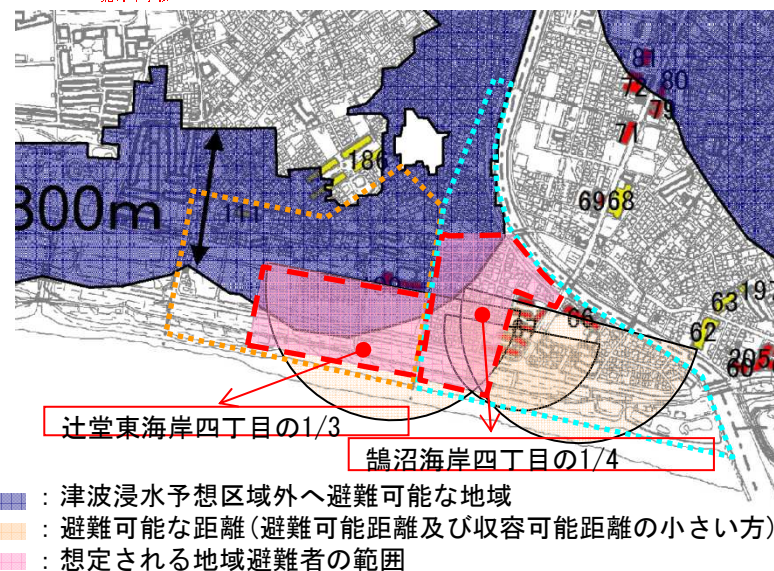 81
72
80
79
71
186
6968
300m
141
193
63
77
66
62
205
60
辻堂東海岸四丁目の1/3
鵠沼海岸四丁目の1/4
：津波浸水予想区域外へ避難可能な地域
：避難可能な距離(避難可能距離及び収容可能距離の小さい方)
：想定される地域避難者の範囲